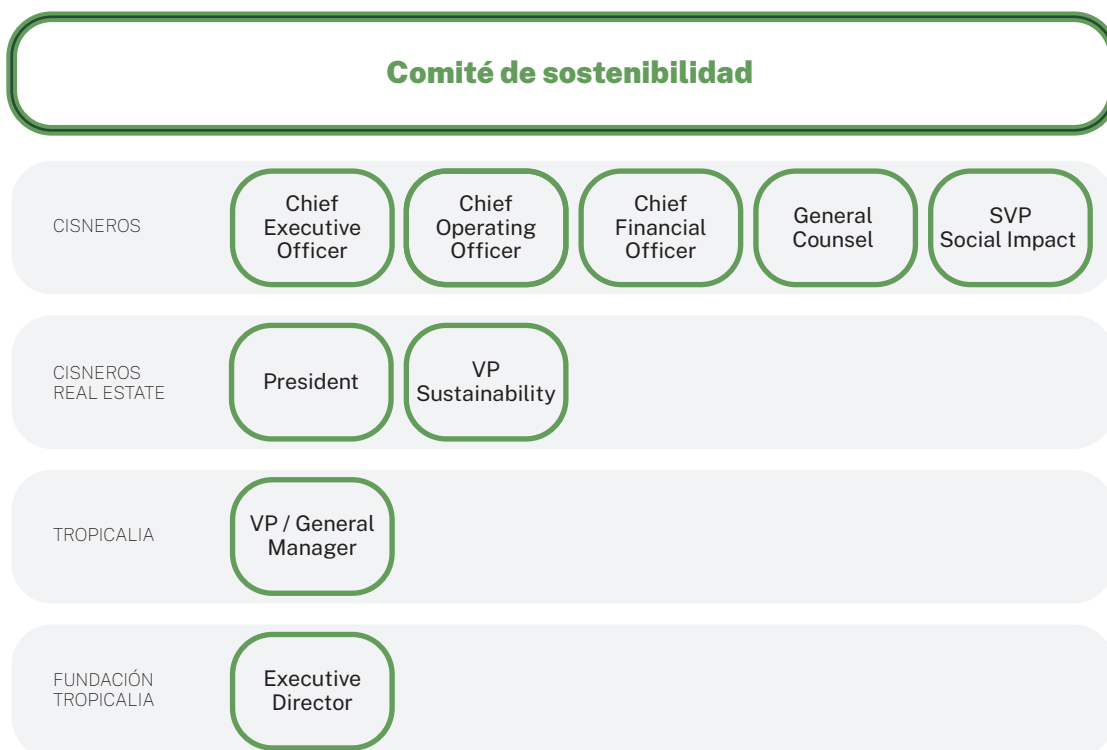 Comité de sostenibilidad
CISNEROS
Chief
Executive
Officer
Chief
Operating
Officer
Chief
Financial
Officer
General
Counsel
SVP
Social Impact
CISNEROS
REAL ESTATE
President
VP
Sustainability
TROPICALIA
VP / General
Manager
FUNDACIÓN
TROPICALIA
Executive
Director